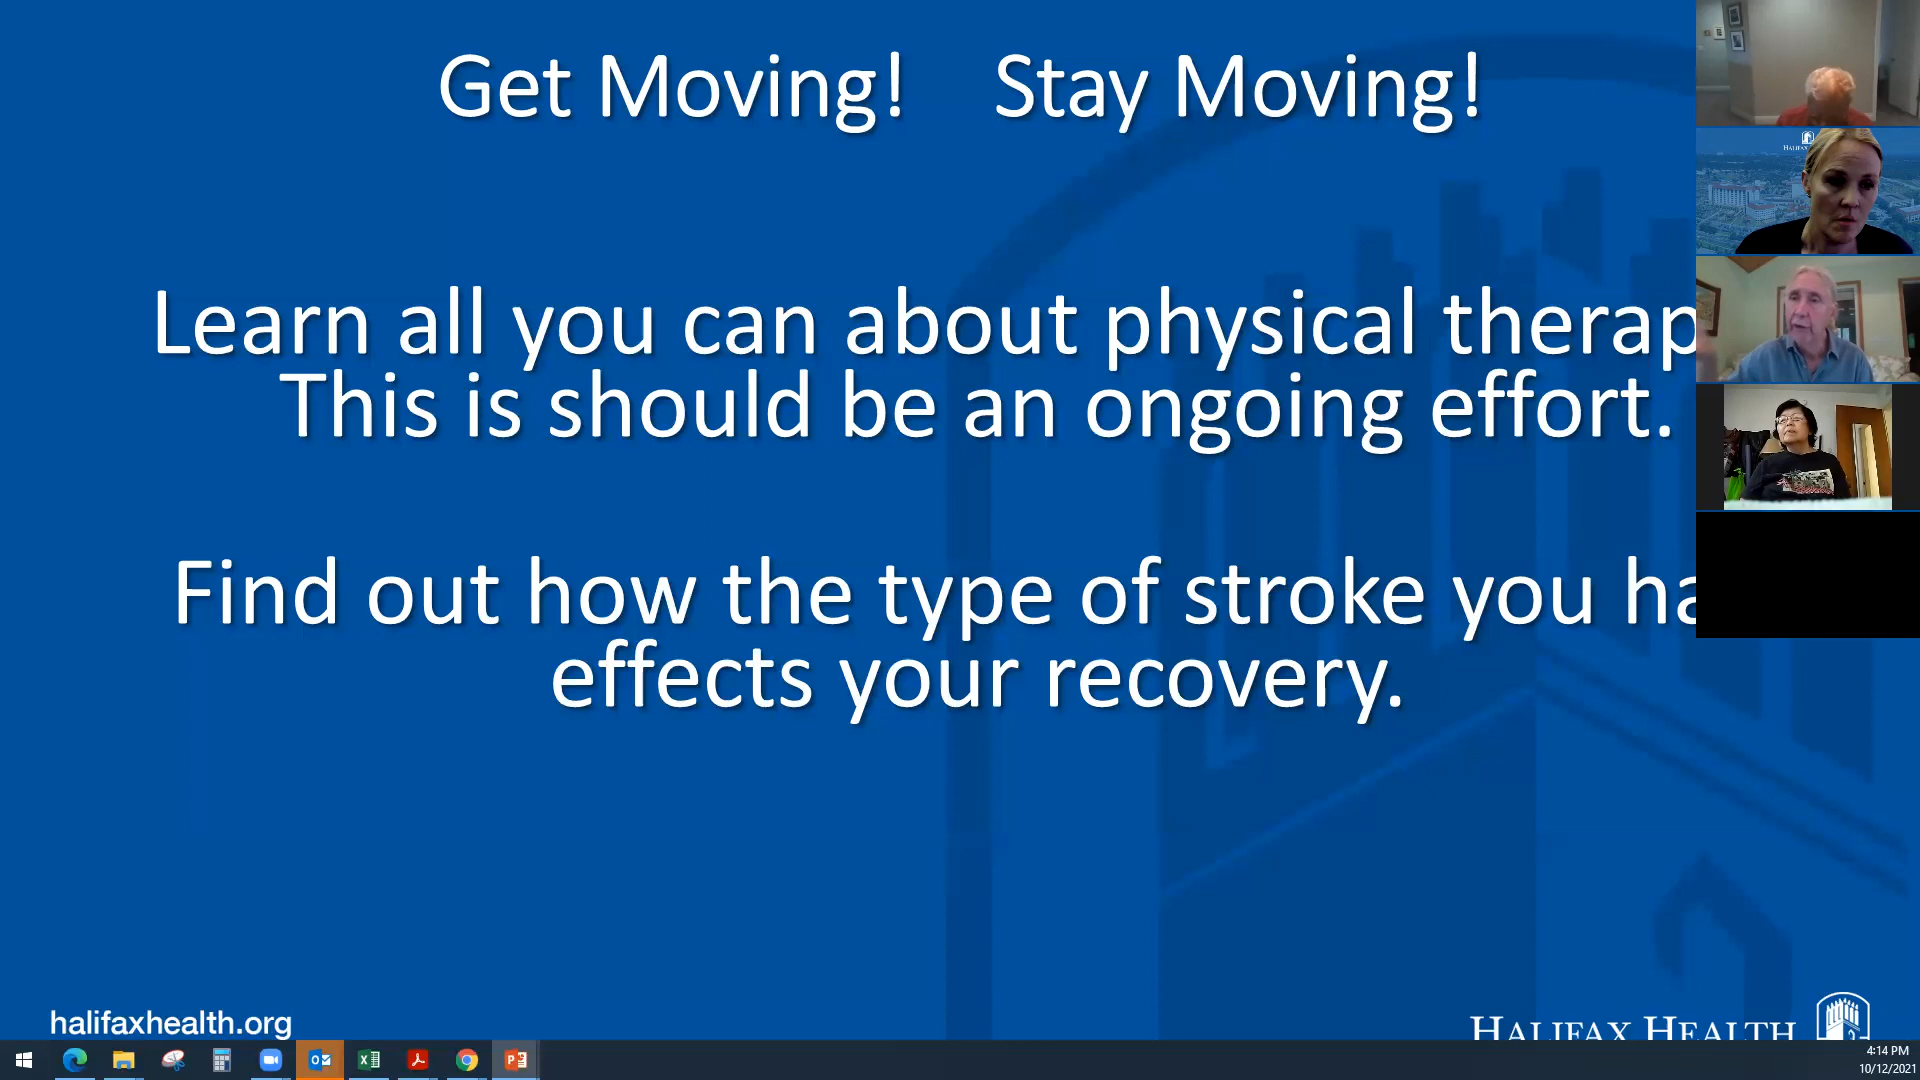 Get Moving! Stay Moving!
Learn all you can about physical therap
This is should be an ongoing effort.
Find out how the type of stroke you ha
effects your recovery.
halifaxhealth.org
HALIFAX HEALTH
4:14 PM
10/12/2021